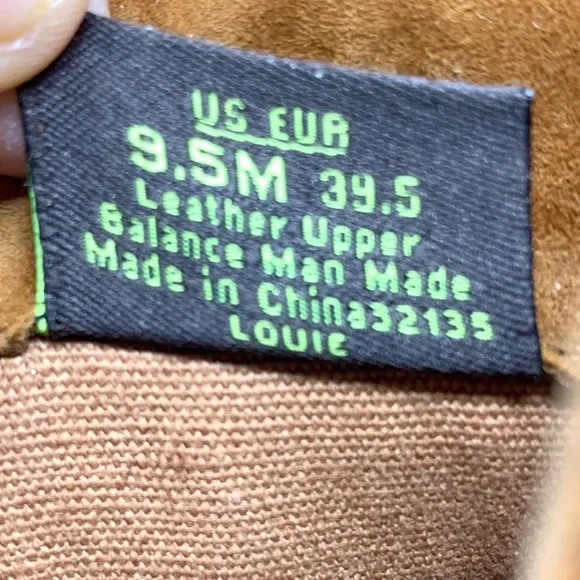 US EUR
9.5M 39.5
Leather Upper
Balance Man Made
Made in China32135
LOUIE